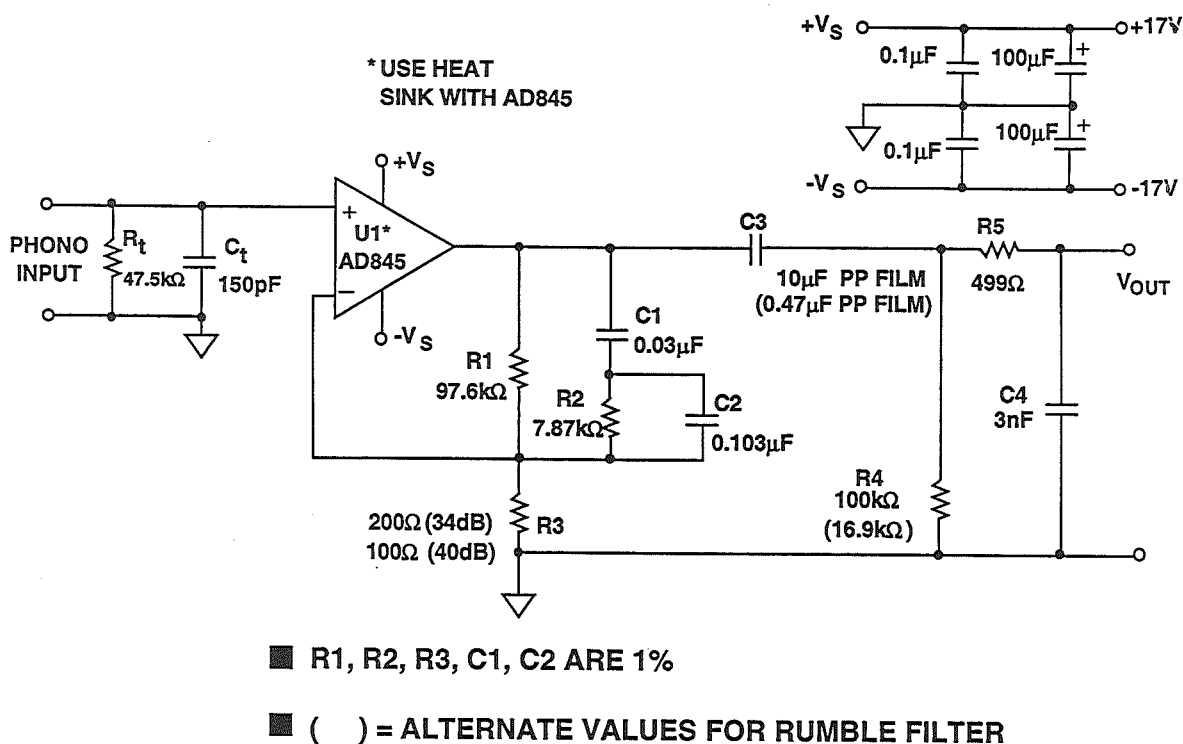 +VS
+17V
0.1µF
100µF
+
* USE HEAT
SINK WITH AD845
0.1µF
100µF
+
-VS
-17V
+VS
PHONO
INPUT
Rt
47.5kΩ
Ct
150pF
+
U1*
AD845
−
-VS
C3
10µF PP FILM
(0.47µF PP FILM)
R5
499Ω
VOUT
R1
97.6kΩ
C1
0.03µF
R2
7.87kΩ
C2
0.103µF
C4
3nF
R4
100kΩ
(16.9kΩ)
200Ω (34dB)
100Ω (40dB)
R3
■ R1, R2, R3, C1, C2 ARE 1%
■ ( ) = ALTERNATE VALUES FOR RUMBLE FILTER